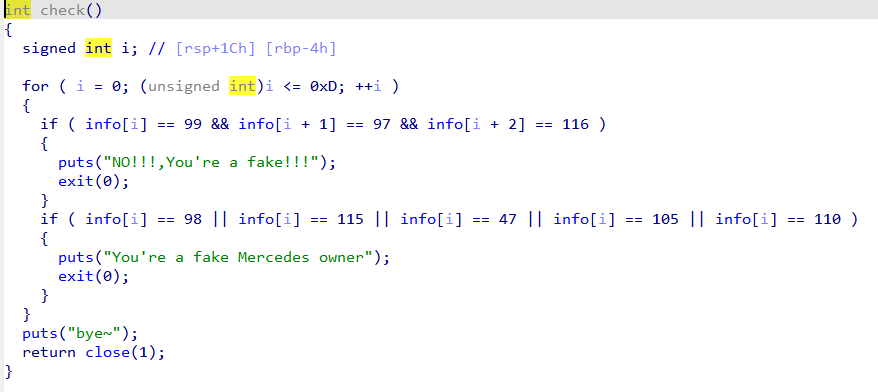 int check()
{
  signed int i; // [rsp+1Ch] [rbp-4h]
  for ( i = 0; (unsigned int)i <= 0xD; ++i )
  {
    if ( info[i] == 99 && info[i + 1] == 97 && info[i + 2] == 116 )
    {
      puts("NO!!!,You're a fake!!!");
      exit(0);
    }
    if ( info[i] == 98 || info[i] == 115 || info[i] == 47 || info[i] == 105 || info[i] == 110 )
    {
      puts("You're a fake Mercedes owner");
      exit(0);
    }
  }
  puts("bye~");
  return close(1);
}